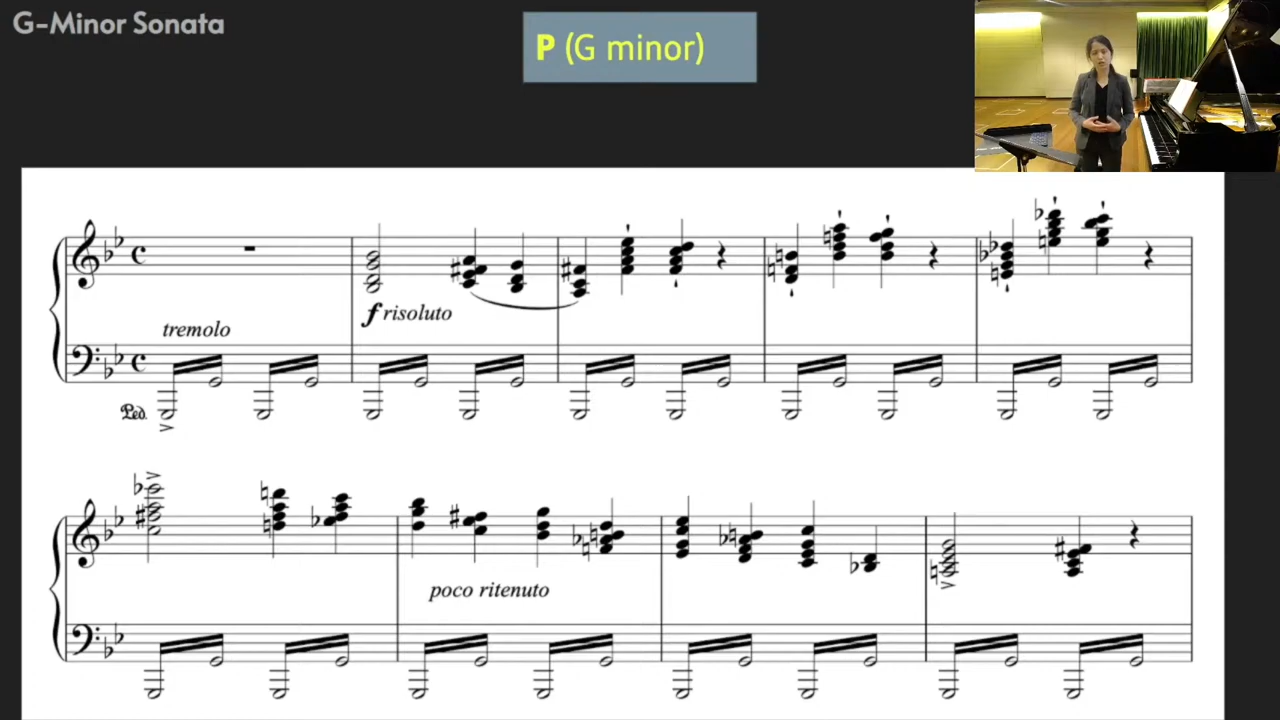 G-Minor Sonata
P (G minor)
f risoluto
tremolo
Ped.
poco ritenuto